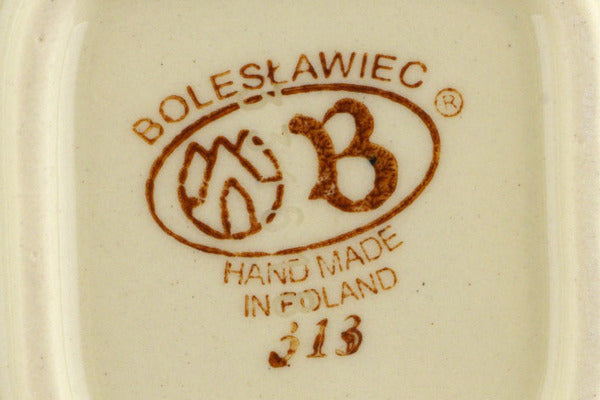 BOLESŁAWIEC ®
B
HAND MADE
IN POLAND
313